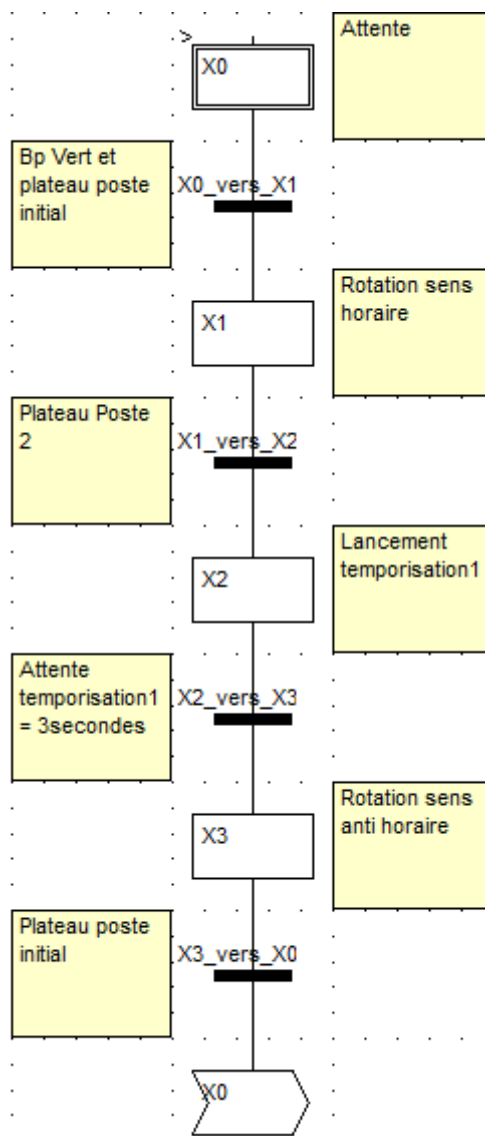 X0
Attente
Bp Vert et
plateau poste
initial
X0_vers_X1
X1
Rotation sens
horaire
Plateau Poste
2
X1_vers_X2
X2
Lancement
temporisation1
Attente
temporisation1
= 3secondes
X2_vers_X3
X3
Rotation sens
anti horaire
Plateau poste
initial
X3_vers_X0
X0